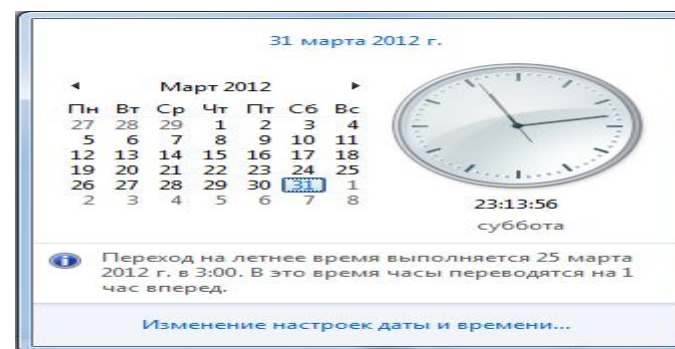 31 марта 2012 г.
Март 2012
Пн Вт Ср Чт Пт Сб Вс
27 28 29 1 2 3 4
5 6 7 8 9 10 11
12 13 14 15 16 17 18
19 20 21 22 23 24 25
26 27 28 29 30 31 1
2 3 4 5 6 7 8
23:13:56
суббота
Переход на летнее время выполняется 25 марта
2012 г. в 3:00. В это время часы переводятся на 1
час вперед.
Изменение настроек даты и времени...